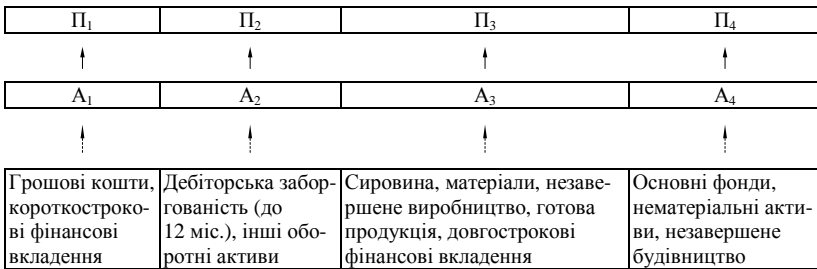 П₁ П₂ П₃ П₄
А₁ А₂ А₃ А₄
Грошові кошти,
короткостроко-
ві фінансові
вкладення
Дебіторська забор-
гованість (до
12 міс.), інші обо-
ротні активи
Сировина, матеріали, незаве-
ршене виробництво, готова
продукція, довгострокові
фінансові вкладення
Основні фонди,
нематеріальні акти-
ви, незавершене
будівництво